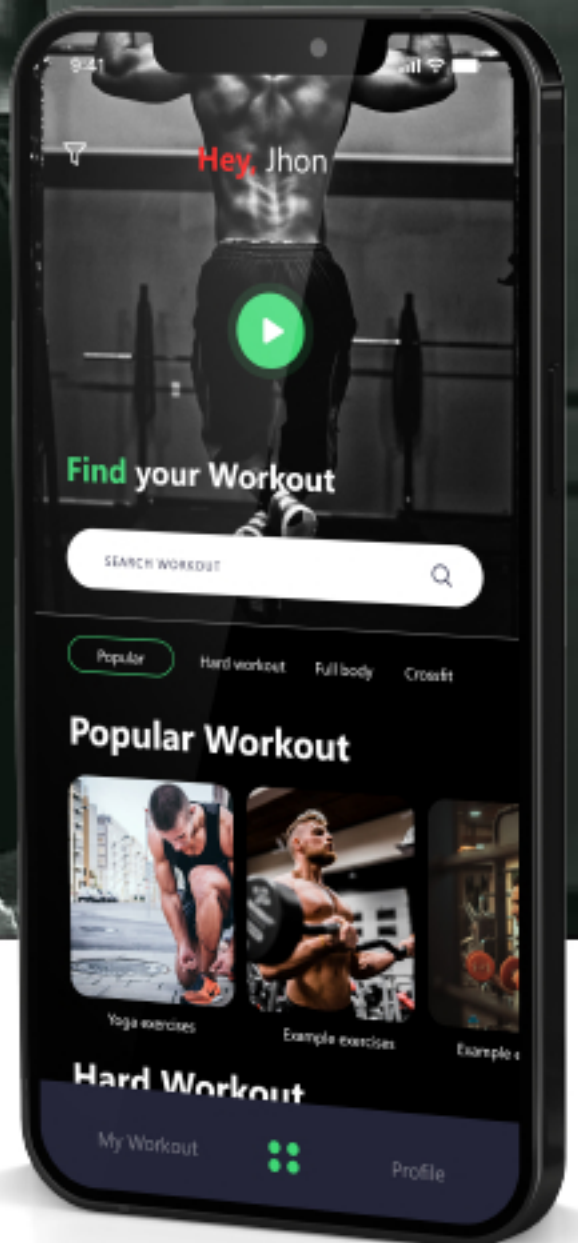 9:41
Hey, Jhon
Find your Workout
SEARCH WORKOUT
Popular Hard workout Full body Crossfit
Popular Workout
Yoga exercises Example exercises Example e
Hard Workout
My Workout Profile